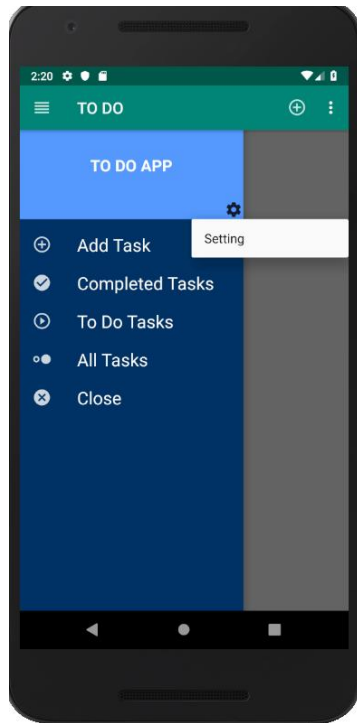 2:20
TO DO
TO DO APP
Setting
Add Task
Completed Tasks
To Do Tasks
All Tasks
Close